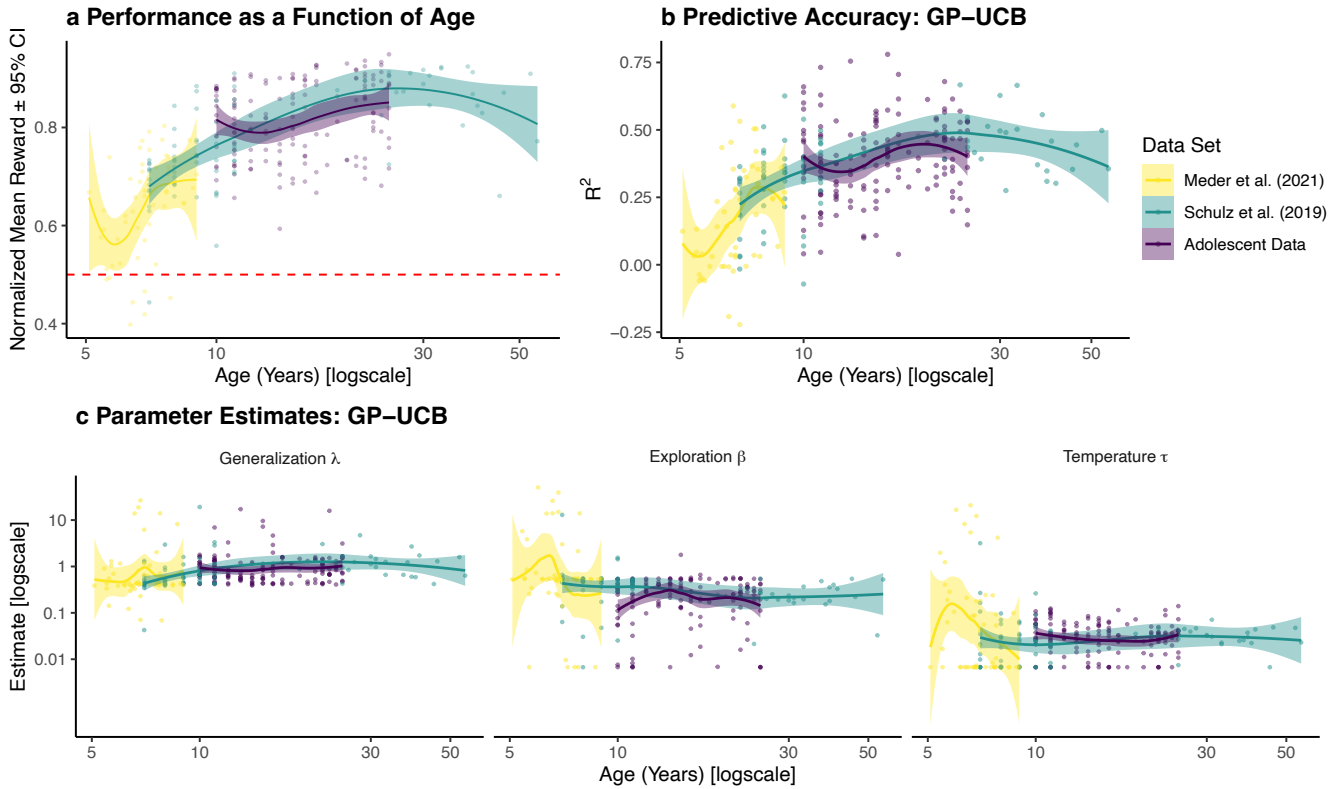 a Performance as a Function of Age
Normalized Mean Reward ± 95% CI
0.8
0.6
0.4
5
10
30
50
Age (Years) [logscale]
b Predictive Accuracy: GP−UCB
R²
0.75
0.50
0.25
0.00
−0.25
5
10
30
50
Age (Years) [logscale]
Data Set
Meder et al. (2021)
Schulz et al. (2019)
Adolescent Data
c Parameter Estimates: GP−UCB
Generalization λ
Exploration β
Temperature τ
Estimate [logscale]
10
1
0.1
0.01
5
10
30
50
5
10
30
50
5
10
30
50
Age (Years) [logscale]